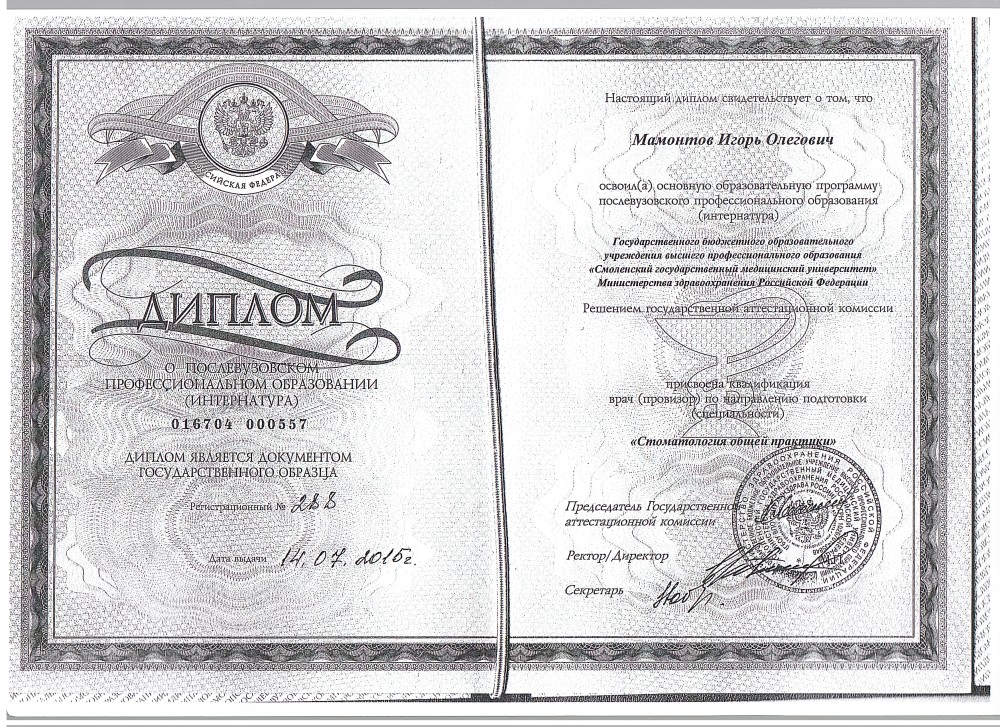 СИЙСКАЯ ФЕДЕРА
ДИПЛОМ
О ПОСЛЕВУЗОВСКОМ
ПРОФЕССИОНАЛЬНОМ ОБРАЗОВАНИИ
(ИНТЕРНАТУРА)
016704 000557
ДИПЛОМ ЯВЛЯЕТСЯ ДОКУМЕНТОМ
ГОСУДАРСТВЕННОГО ОБРАЗЦА
Регистрационный №
Дата выдачи 14.07.2015г.
Настоящий диплом свидетельствует о том, что
Мамонтов Игорь Олегович
освоил(а) основную образовательную программу
послевузовского профессионального образования
(интернатура)
Государственного бюджетного образовательного
учреждения высшего профессионального образования
«Смоленский государственный медицинский университет»
Министерства здравоохранения Российской Федерации
Решением государственной аттестационной комиссии
присвоена квалификация
врач (провизор) по направлению подготовки
(специальности)
«Стоматология общей практики»
Председатель Государственной
аттестационной комиссии
Ректор/Директор
Секретарь